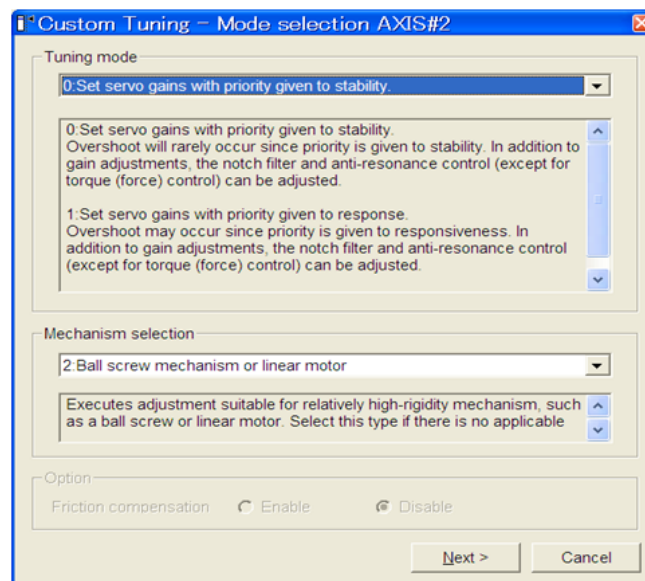 Custom Tuning - Mode selection AXIS#2
Tuning mode
0:Set servo gains with priority given to stability.
0:Set servo gains with priority given to stability.
Overshoot will rarely occur since priority is given to stability. In addition to
gain adjustments, the notch filter and anti-resonance control (except for
torque (force) control) can be adjusted.
1:Set servo gains with priority given to response.
Overshoot may occur since priority is given to responsiveness. In
addition to gain adjustments, the notch filter and anti-resonance control
(except for torque (force) control) can be adjusted.
Mechanism selection
2:Ball screw mechanism or linear motor
Executes adjustment suitable for relatively high-rigidity mechanism, such
as a ball screw or linear motor. Select this type if there is no applicable
Option
Friction compensation Enable Disable
Next > Cancel